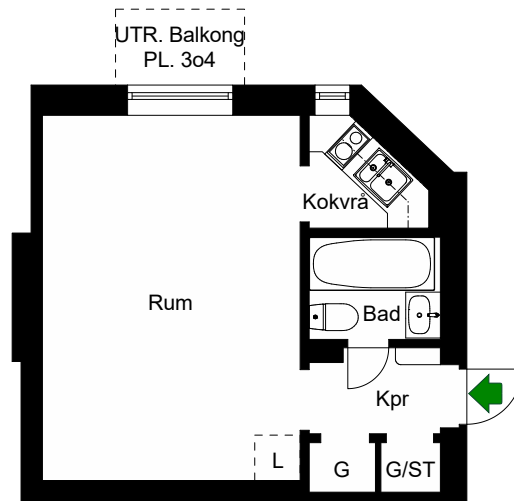 UTR. Balkong
PL. 3o4
Kokvrå
Rum
Bad
Kpr
L
G
G/ST